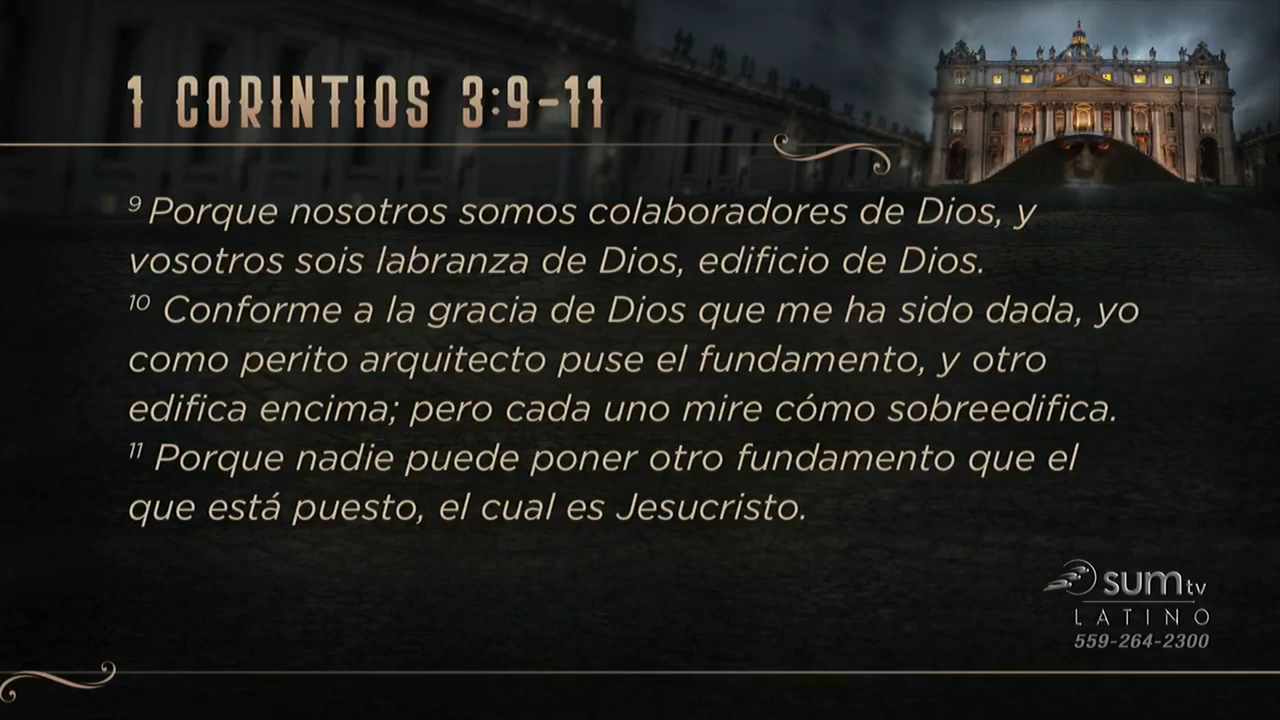 1 CORINTIOS 3:9-11
9 Porque nosotros somos colaboradores de Dios, y
vosotros sois labranza de Dios, edificio de Dios.
10 Conforme a la gracia de Dios que me ha sido dada, yo
como perito arquitecto puse el fundamento, y otro
edifica encima; pero cada uno mire cómo sobreedifica.
11 Porque nadie puede poner otro fundamento que el
que está puesto, el cual es Jesucristo.
sumtv
LATINO
559-264-2300